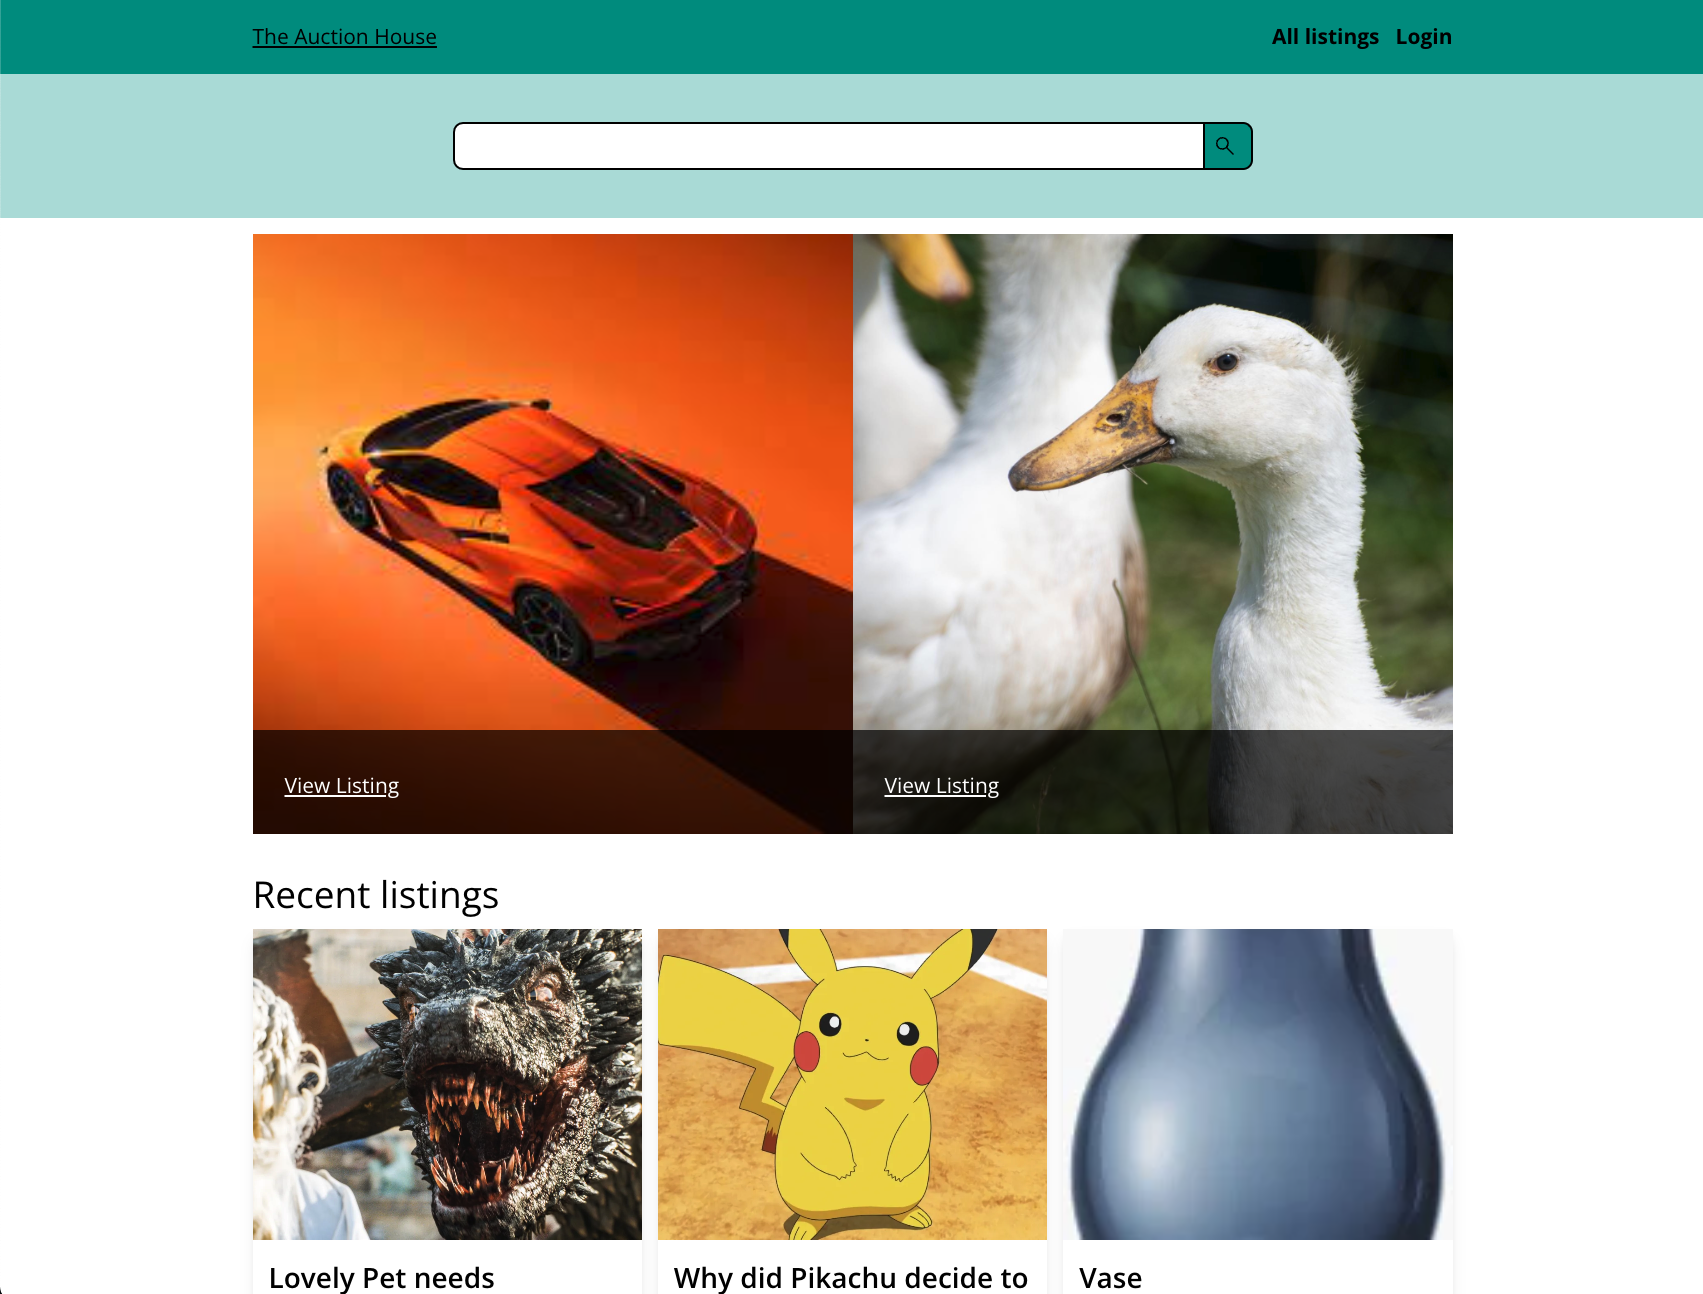 The Auction House
All listings Login
View Listing
View Listing
Recent listings
Lovely Pet needs
Why did Pikachu decide to
Vase